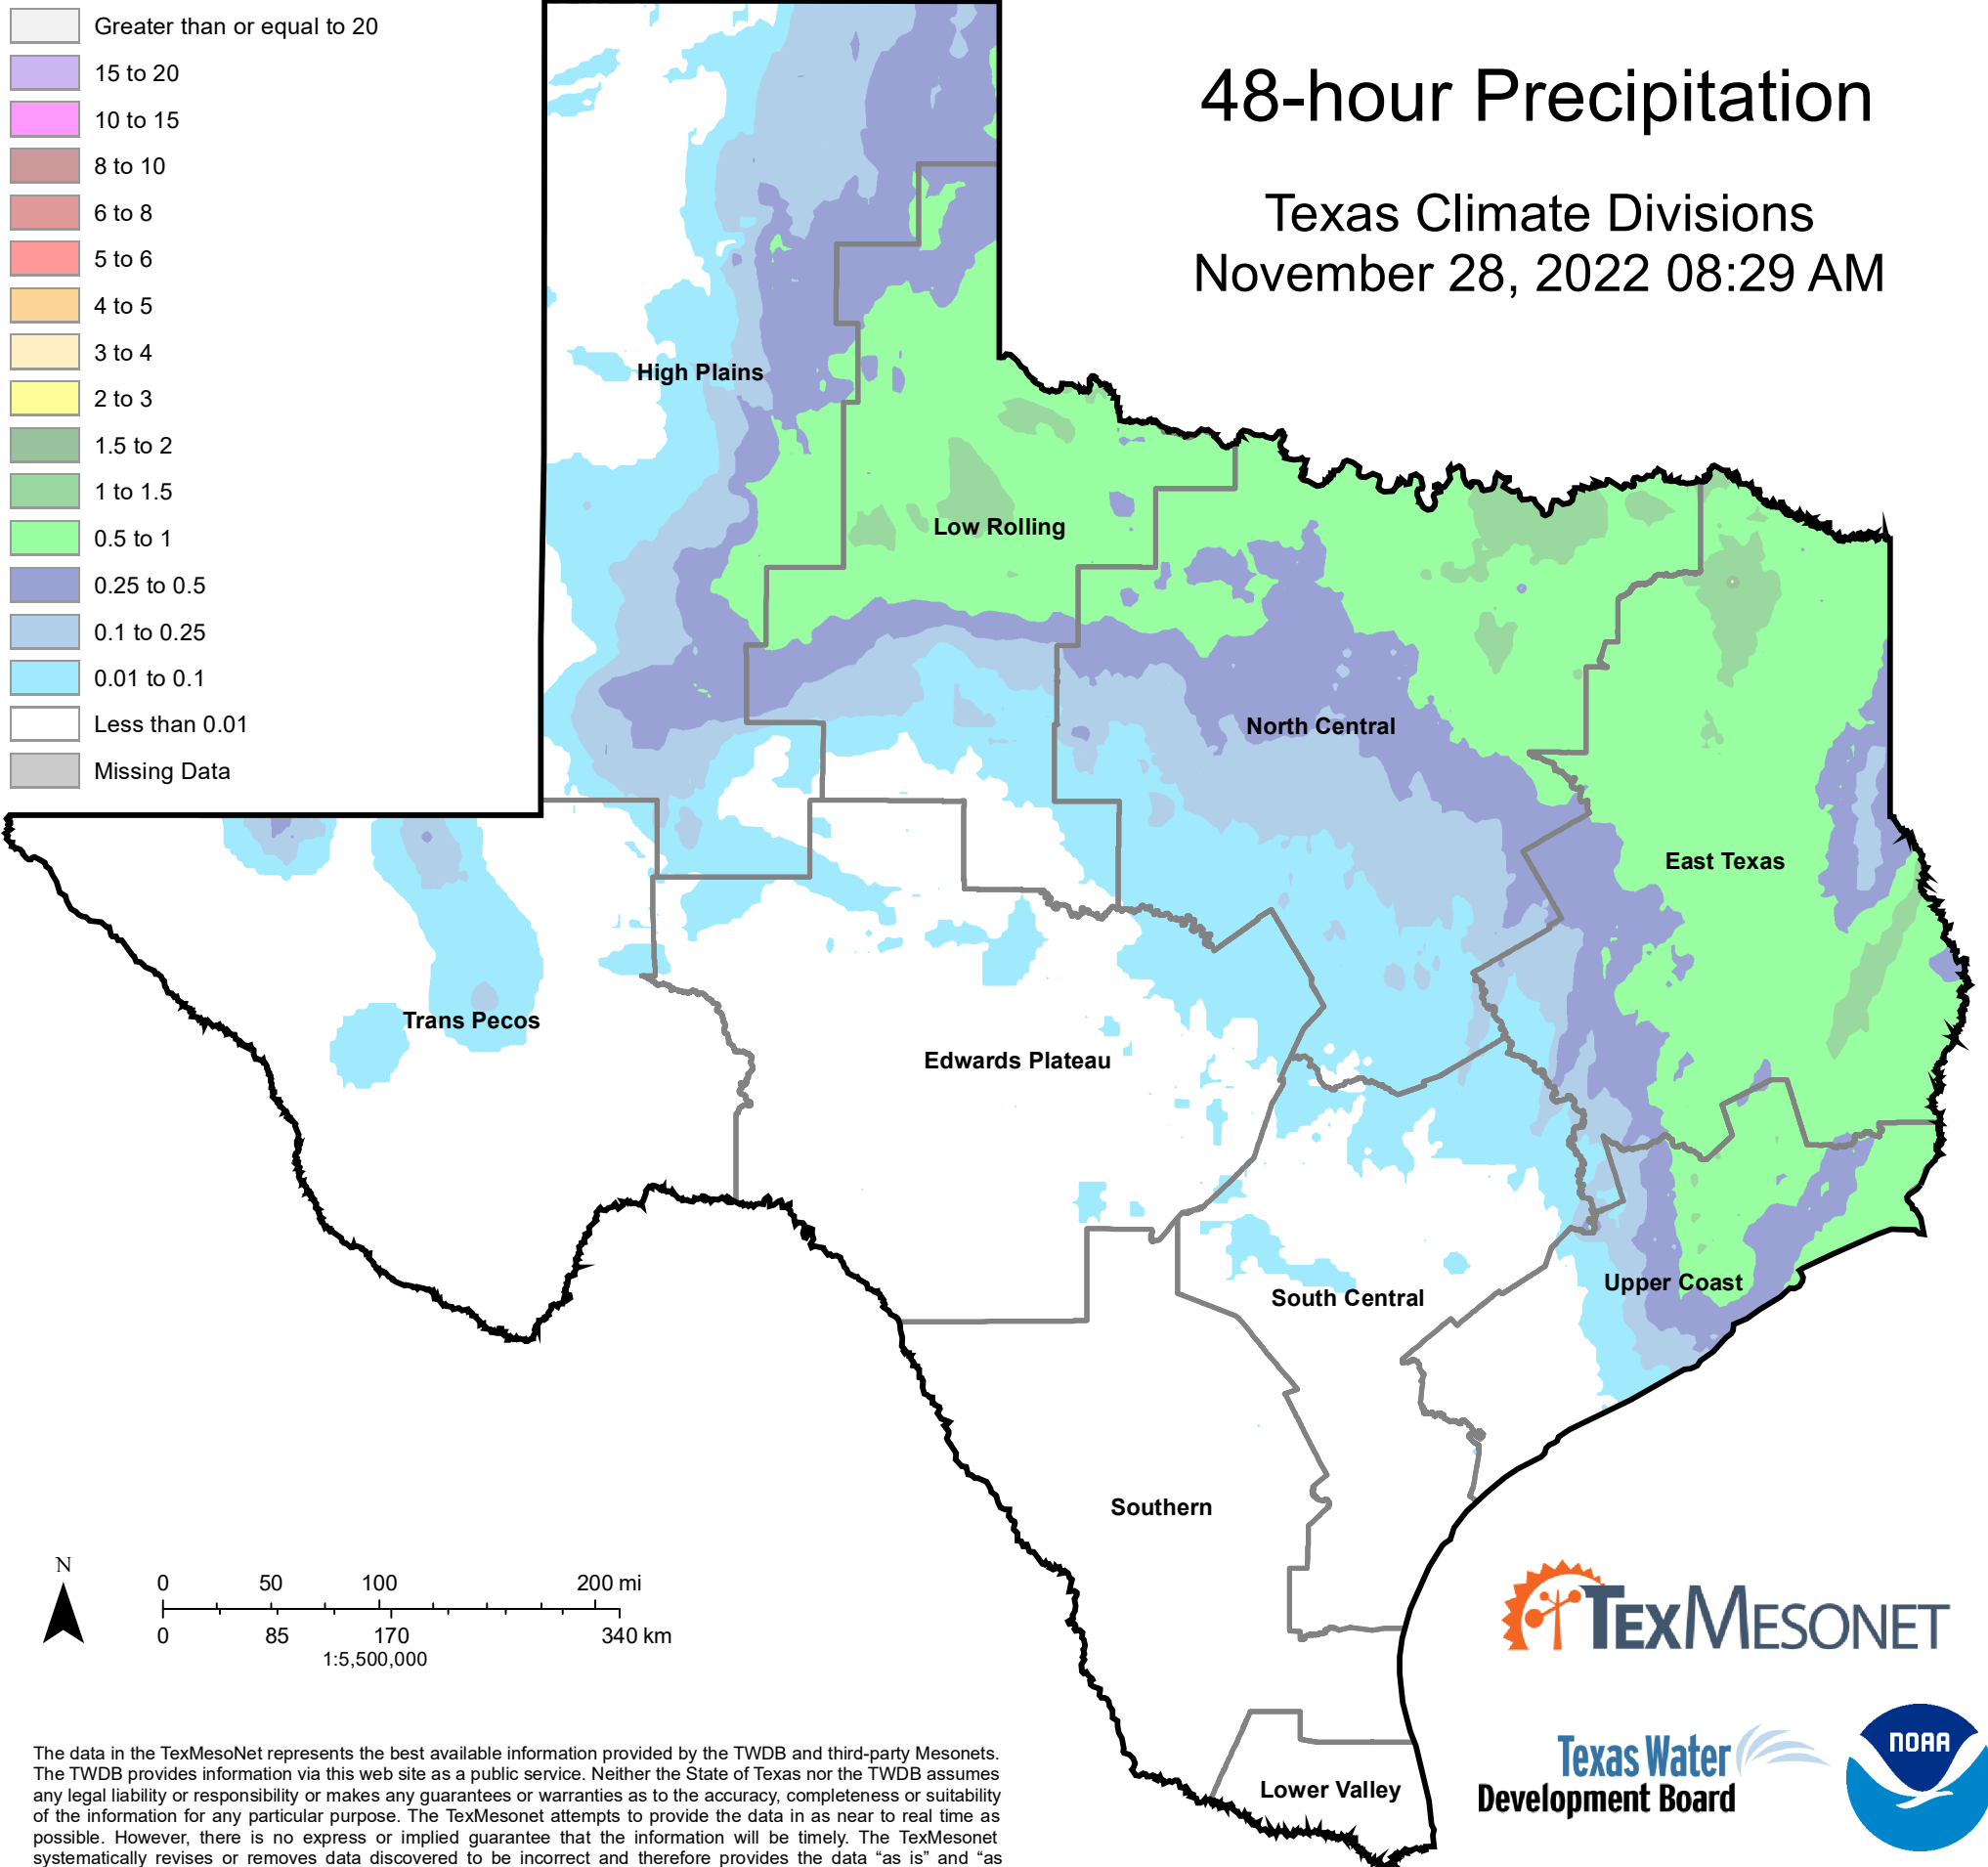 Greater than or equal to 20
15 to 20
10 to 15
8 to 10
6 to 8
5 to 6
4 to 5
3 to 4
2 to 3
1.5 to 2
1 to 1.5
0.5 to 1
0.25 to 0.5
0.1 to 0.25
0.01 to 0.1
Less than 0.01
Missing Data
48-hour Precipitation
Texas Climate Divisions
November 28, 2022 08:29 AM
High Plains
Low Rolling
North Central
East Texas
Trans Pecos
Edwards Plateau
Upper Coast
South Central
Southern
Lower Valley
N
0 50 100 200 mi
0 85 170 340 km
1:5,500,000
TEXMESONET
Texas Water
Development Board
NOAA
The data in the TexMesoNet represents the best available information provided by the TWDB and third-party Mesonets.
The TWDB provides information via this web site as a public service. Neither the State of Texas nor the TWDB assumes
any legal liability or responsibility or makes any guarantees or warranties as to the accuracy, completeness or suitability
of the information for any particular purpose. The TexMesonet attempts to provide the data in as near to real time as
possible. However, there is no express or implied guarantee that the information will be timely. The TexMesonet
systematically revises or removes data discovered to be incorrect and therefore provides the data “as is” and “as